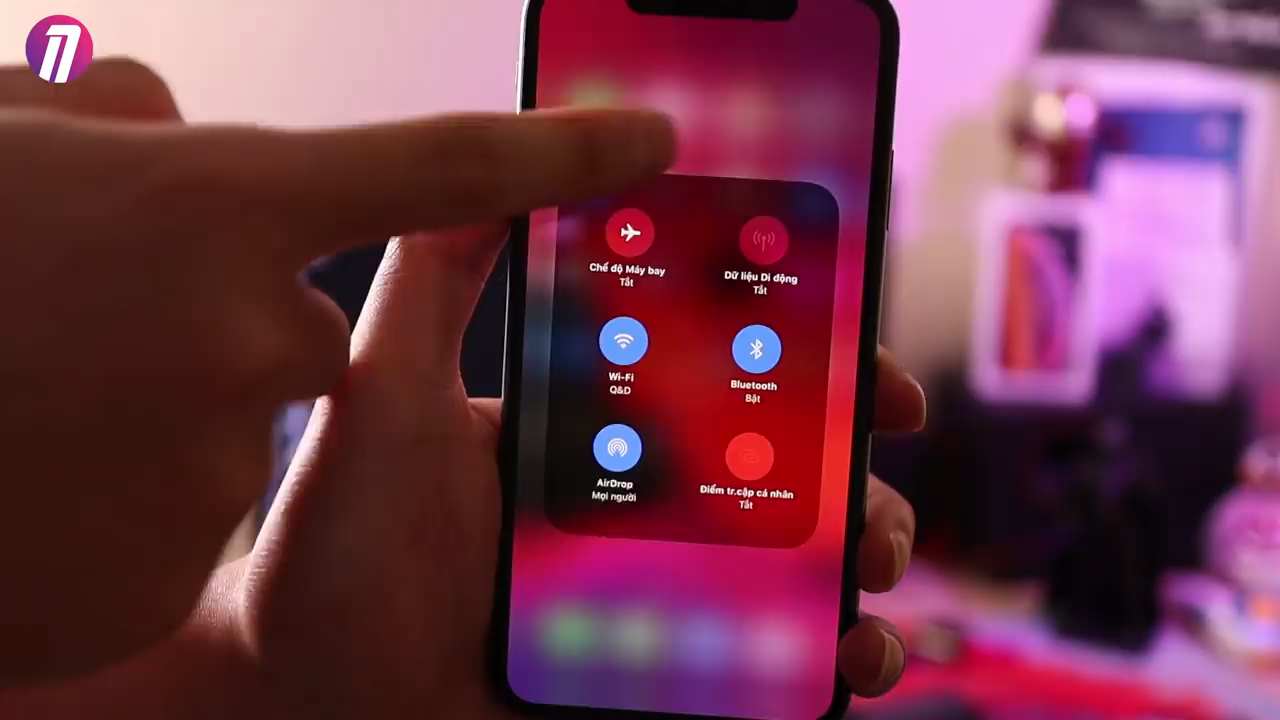 Chế độ Máy bay
Tắt
Dữ liệu Di động
Tắt
Wi-Fi
Q&D
Bluetooth
Bật
AirDrop
Mọi người
Điểm tr.cập cá nhân
Tắt